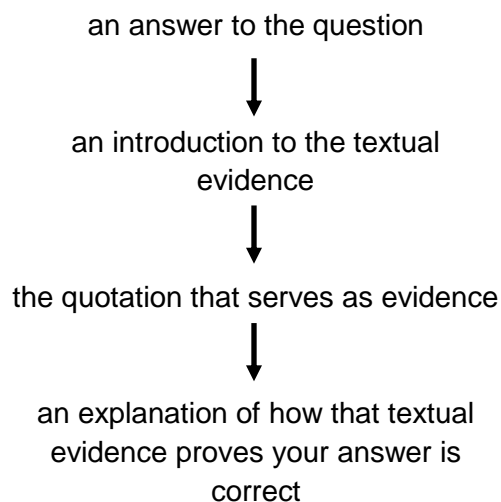 an answer to the question
an introduction to the textual
evidence
the quotation that serves as evidence
an explanation of how that textual
evidence proves your answer is
correct